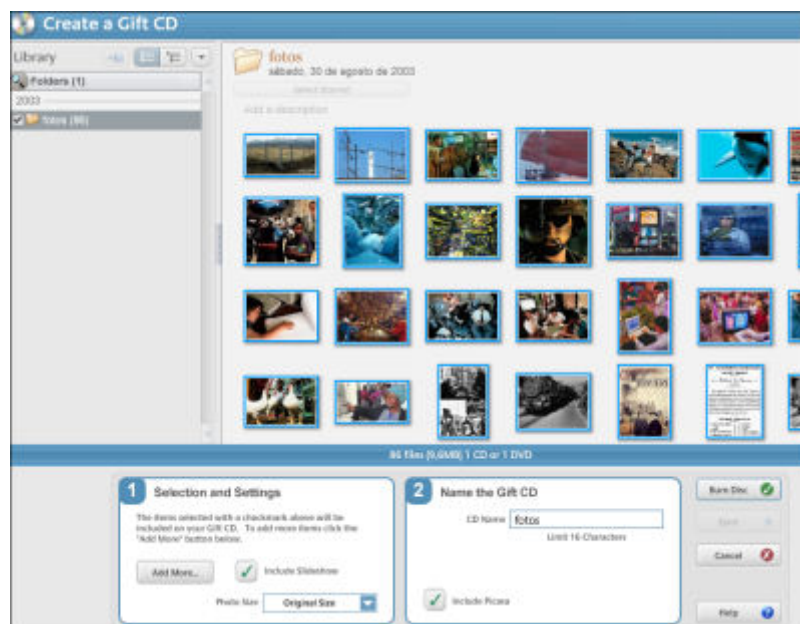 Create a Gift CD
Library
Folders (1)
2003
fotos (86)
fotos
sábado, 30 de agosto de 2003
Add a description
86 files (9,6MB) 1 CD or 1 DVD
1 Selection and Settings
The items selected with a checkmark above will be
included on your Gift CD. To add more items click the
"Add More" button below.
Add More...
Include Slideshow
Photo Size
Original Size
2 Name the Gift CD
CD Name
fotos
Limit 16 Characters
Include Picasa
Burn Disc
Cancel
Help